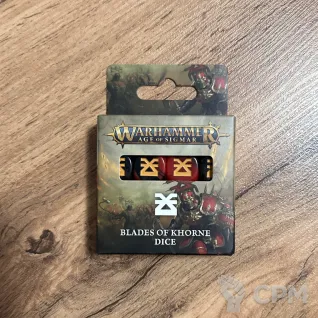 WARHAMMER
AGE OF SIGMAR
BLADES OF KHORNE
DICE
CPM